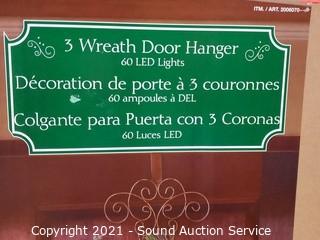 ITM. / ART. 2006070
3 Wreath Door Hanger
60 LED Lights
Décoration de porte à 3 couronnes
60 ampoules à DEL
Colgante para Puerta con 3 Coronas
60 Luces LED
Copyright 2021 - Sound Auction Service